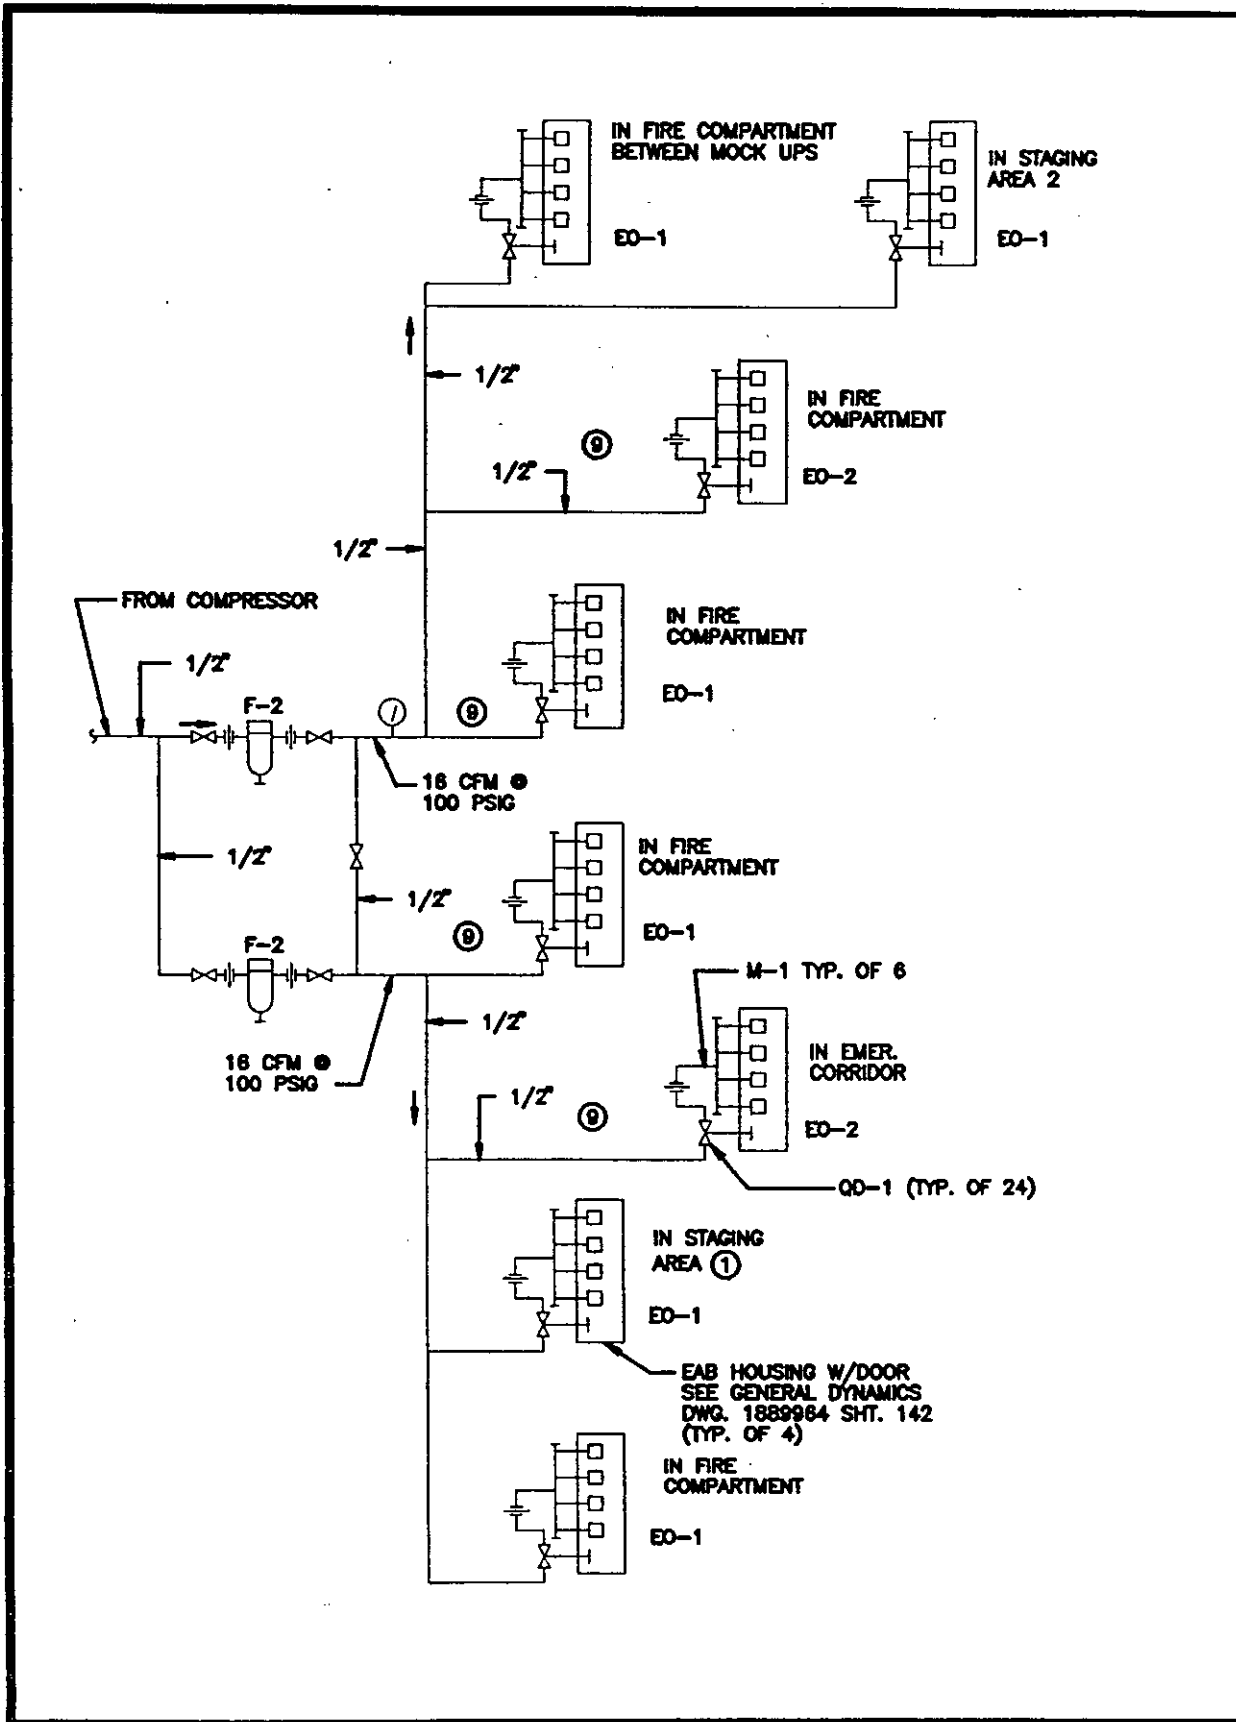 IN FIRE COMPARTMENT
BETWEEN MOCK UPS
EO-1
IN STAGING
AREA 2
EO-1
1/2"
IN FIRE
COMPARTMENT
EO-2
9
1/2"
1/2"
FROM COMPRESSOR
1/2"
F-2
IN FIRE
COMPARTMENT
EO-1
9
16 CFM @
100 PSIG
1/2"
IN FIRE
COMPARTMENT
EO-1
1/2"
9
F-2
16 CFM @
100 PSIG
1/2"
M-1 TYP. OF 6
IN EMER.
CORRIDOR
EO-2
1/2"
9
QD-1 (TYP. OF 24)
IN STAGING
AREA 1
EO-1
EAB HOUSING W/DOOR
SEE GENERAL DYNAMICS
DWG. 1889964 SHT. 142
(TYP. OF 4)
IN FIRE
COMPARTMENT
EO-1